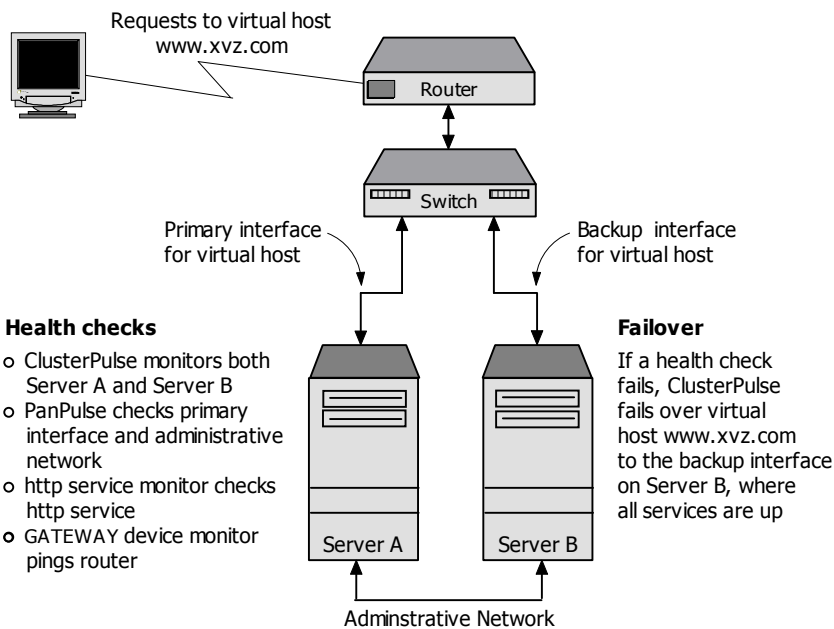 Requests to virtual host
www.xvz.com
Router
Switch
Primary interface
for virtual host
Backup interface
for virtual host
Health checks
o ClusterPulse monitors both
Server A and Server B
o PanPulse checks primary
interface and administrative
network
o http service monitor checks
http service
o GATEWAY device monitor
pings router
Failover
If a health check
fails, ClusterPulse
fails over virtual
host www.xvz.com
to the backup interface
on Server B, where
all services are up
Server A
Server B
Adminstrative Network